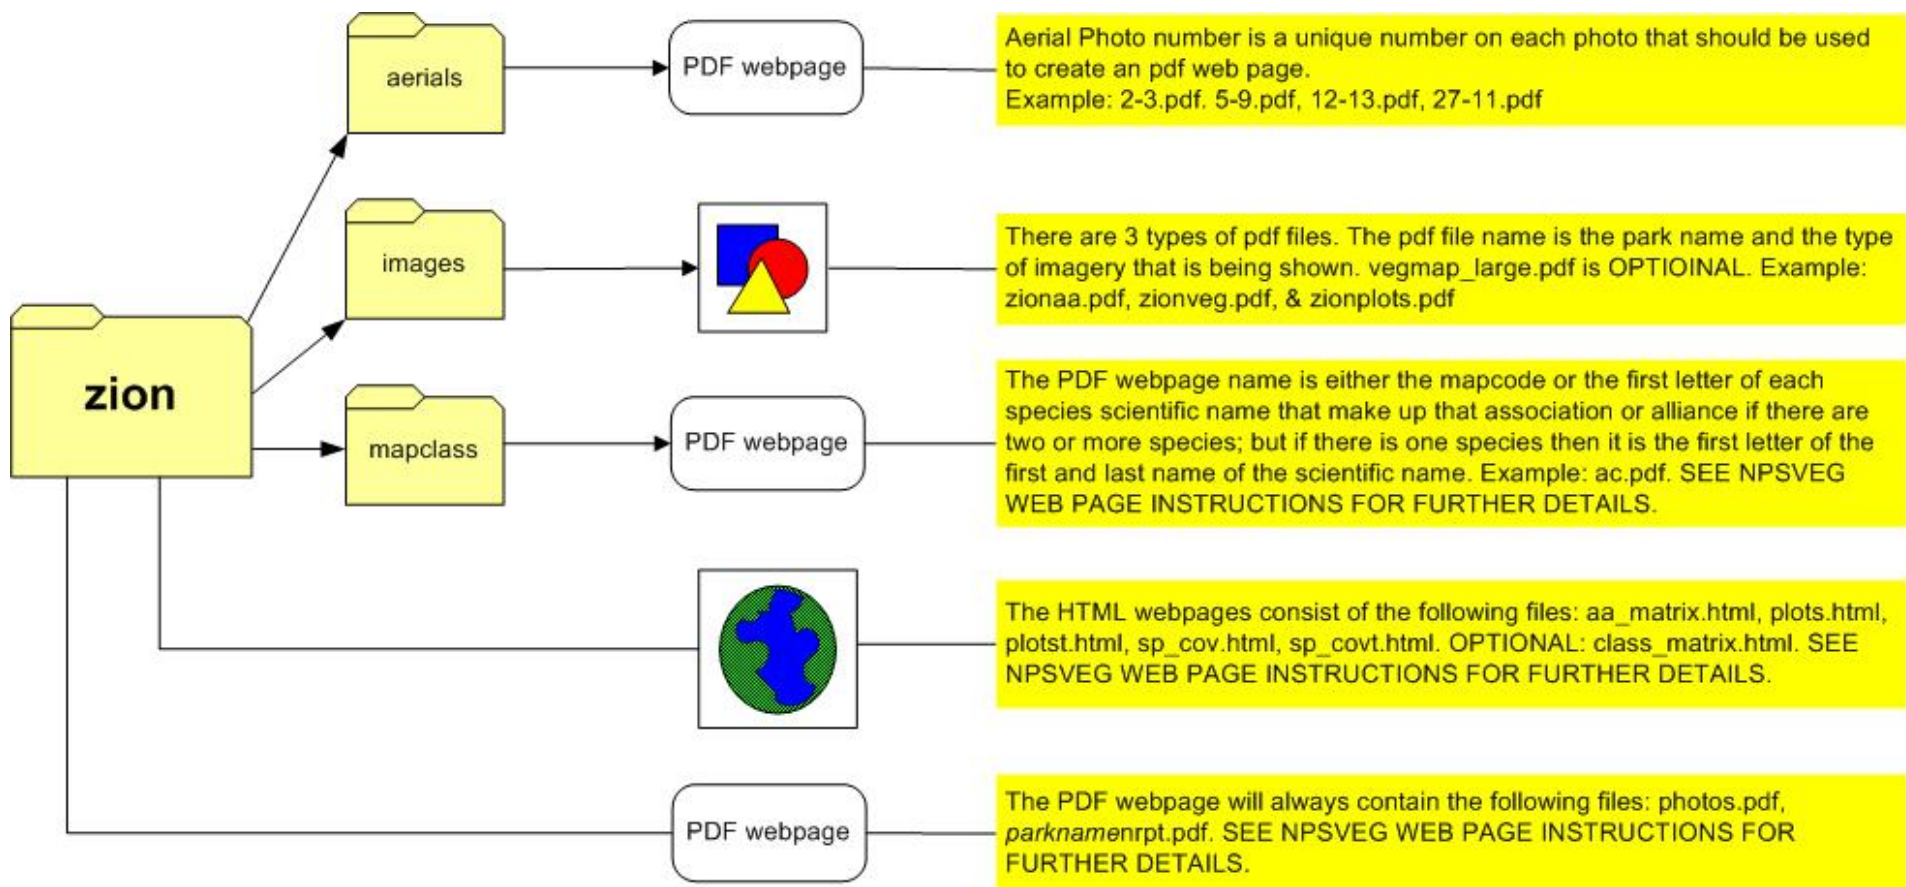 aerials
PDF webpage
Aerial Photo number is a unique number on each photo that should be used
to create an pdf web page.
Example: 2-3.pdf. 5-9.pdf, 12-13.pdf, 27-11.pdf
images
There are 3 types of pdf files. The pdf file name is the park name and the type
of imagery that is being shown. vegmap_large.pdf is OPTIOINAL. Example:
zionaa.pdf, zionveg.pdf, & zionplots.pdf
zion
mapclass
PDF webpage
The PDF webpage name is either the mapcode or the first letter of each
species scientific name that make up that association or alliance if there are
two or more species; but if there is one species then it is the first letter of the
first and last name of the scientific name. Example: ac.pdf. SEE NPSVEG
WEB PAGE INSTRUCTIONS FOR FURTHER DETAILS.
The HTML webpages consist of the following files: aa_matrix.html, plots.html,
plotst.html, sp_cov.html, sp_covt.html. OPTIONAL: class_matrix.html. SEE
NPSVEG WEB PAGE INSTRUCTIONS FOR FURTHER DETAILS.
PDF webpage
The PDF webpage will always contain the following files: photos.pdf,
parknamenrpt.pdf. SEE NPSVEG WEB PAGE INSTRUCTIONS FOR
FURTHER DETAILS.